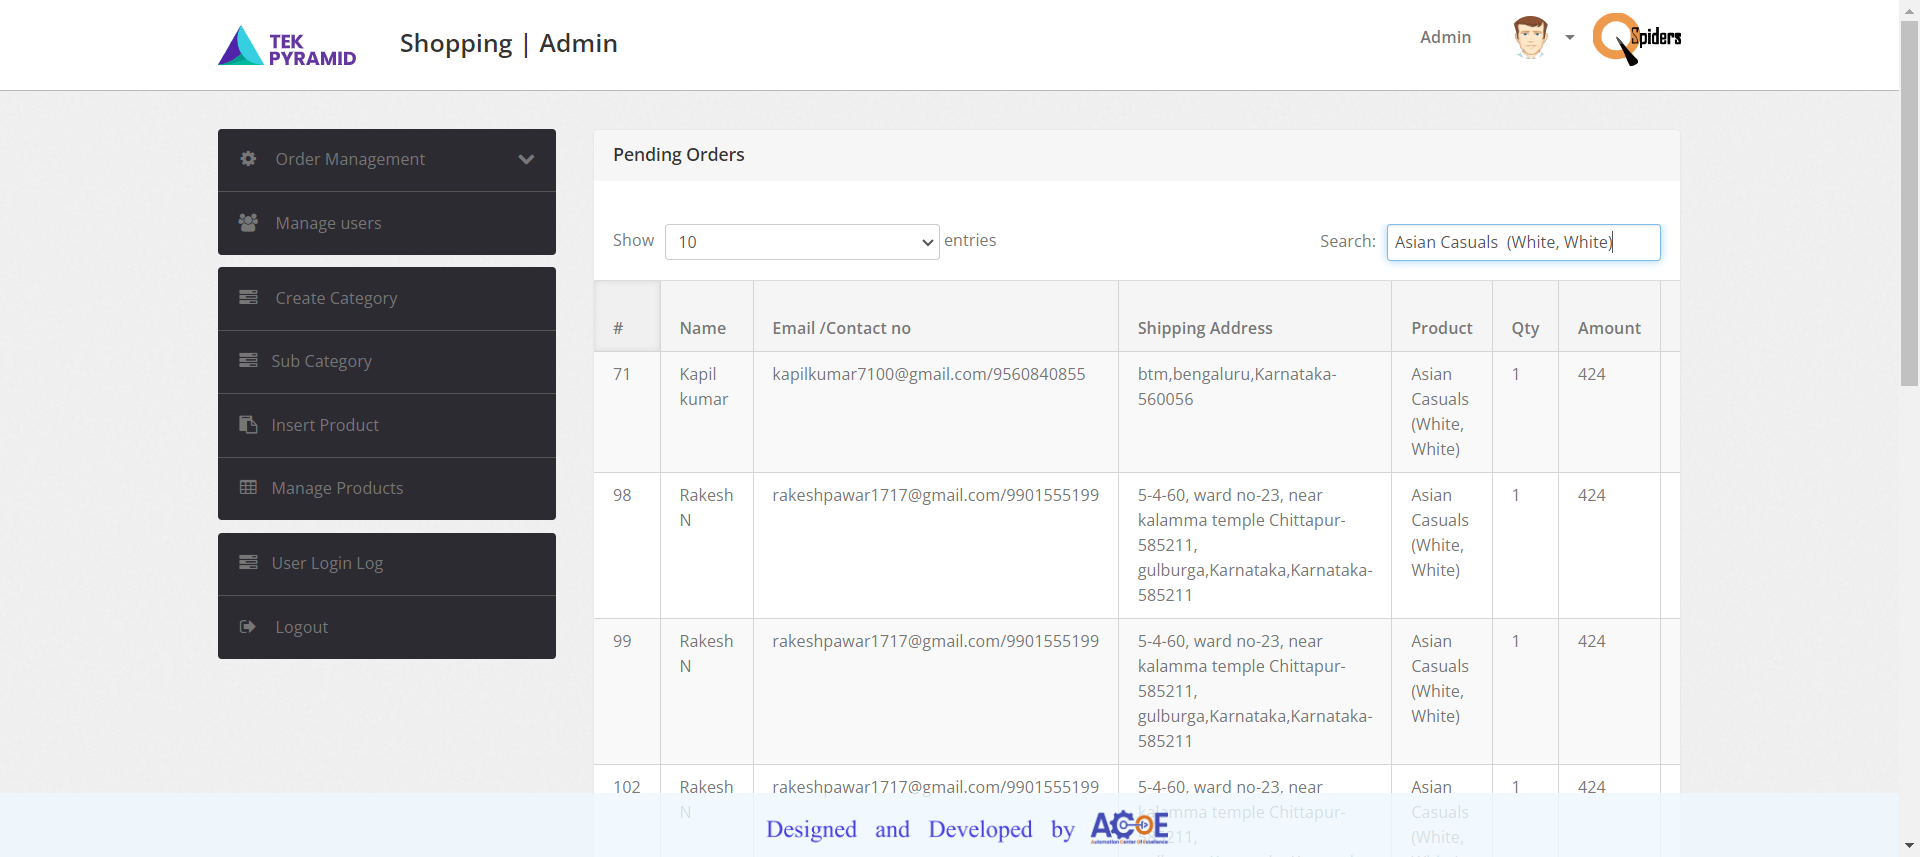 TEK
PYRAMID
Shopping | Admin
Admin
Spiders
Order Management
Manage users
Create Category
Sub Category
Insert Product
Manage Products
User Login Log
Logout
Pending Orders
Show 10 entries
Search: Asian Casuals  (White, White)
# Name Email /Contact no Shipping Address Product Qty Amount
71 Kapil kumarapilkumar7100@gmail.com/9560840855 btm,bengaluru,Karnataka-560056 Asian Casuals (White, White) 1 424
98 Rakesh N rakeshpawar1717@gmail.com/9901555199 5-4-60, ward no-23, near kalamma temple Chittapur-585211, gulburga,Karnataka,Karnataka-585211 Asian Casuals (White, White) 1 424
99 Rakesh N rakeshpawar1717@gmail.com/9901555199 5-4-60, ward no-23, near kalamma temple Chittapur-585211, gulburga,Karnataka,Karnataka-585211 Asian Casuals (White, White) 1 424
102 Rakesh N rakeshpawar1717@gmail.com/9901555199 5-4-60, ward no-23, near temple Chittapur- Asian Casuals (White, 1 424
Designed and Developed by ACOE
Automation Center Of Excellence